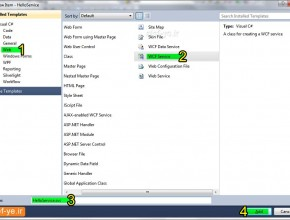 New Item - HelloService
Installed Templates
Visual C#
Code
Data
General
Web
Windows Forms
WPF
Reporting
Silverlight
Workflow
Online Templates
Sort by: Default
Search Installed Templates
Web Form
Web Form using Master Page
Web User Control
Class
Master Page
Nested Master Page
HTML Page
Style Sheet
JScript File
AJAX-enabled WCF Service
ASP.NET Handler
ASP.NET Module
ASP.NET Server Control
Browser File
Dynamic Data Field
Generic Handler
Global Application Class
Site Map
Skin File
WCF Data Service
WCF Service
Web Configuration File
Web Service
Type: Visual C#
A class for creating a WCF service
1
2
3
4
HelloService.svc
Add